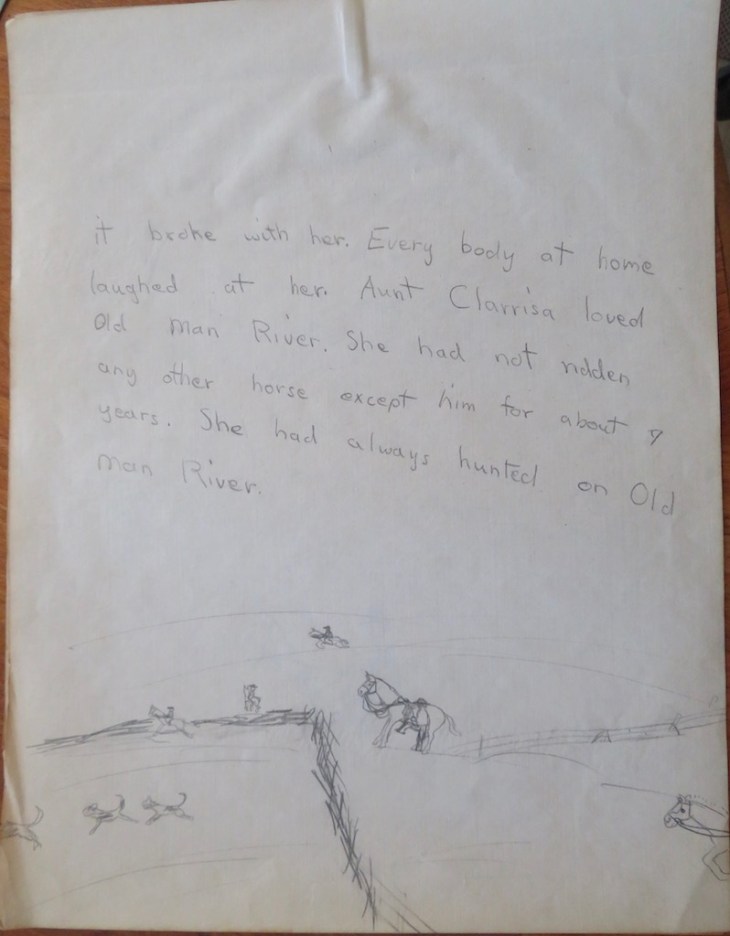 it broke with her. Every body at home
laughed at her. Aunt Clarrisa loved
Old Man River. She had not ridden
any other horse except him for about
years. She had always hunted on Old
Man River.